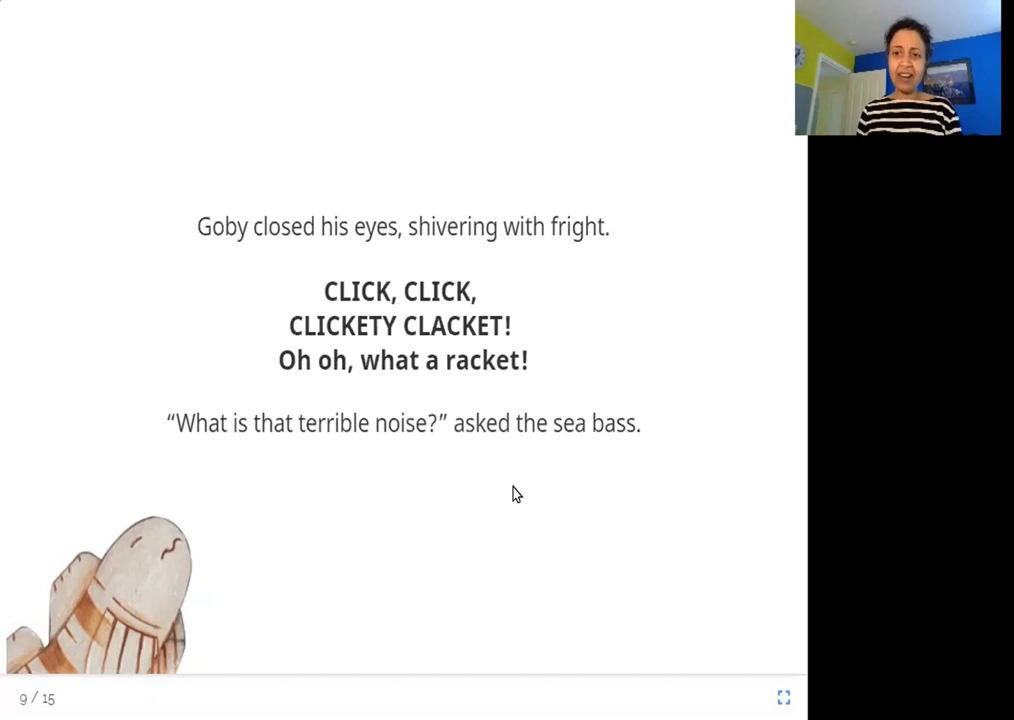 Goby closed his eyes, shivering with fright.
CLICK, CLICK,
CLICKETY CLACKET!
Oh oh, what a racket!
“What is that terrible noise?” asked the sea bass.
9 / 15